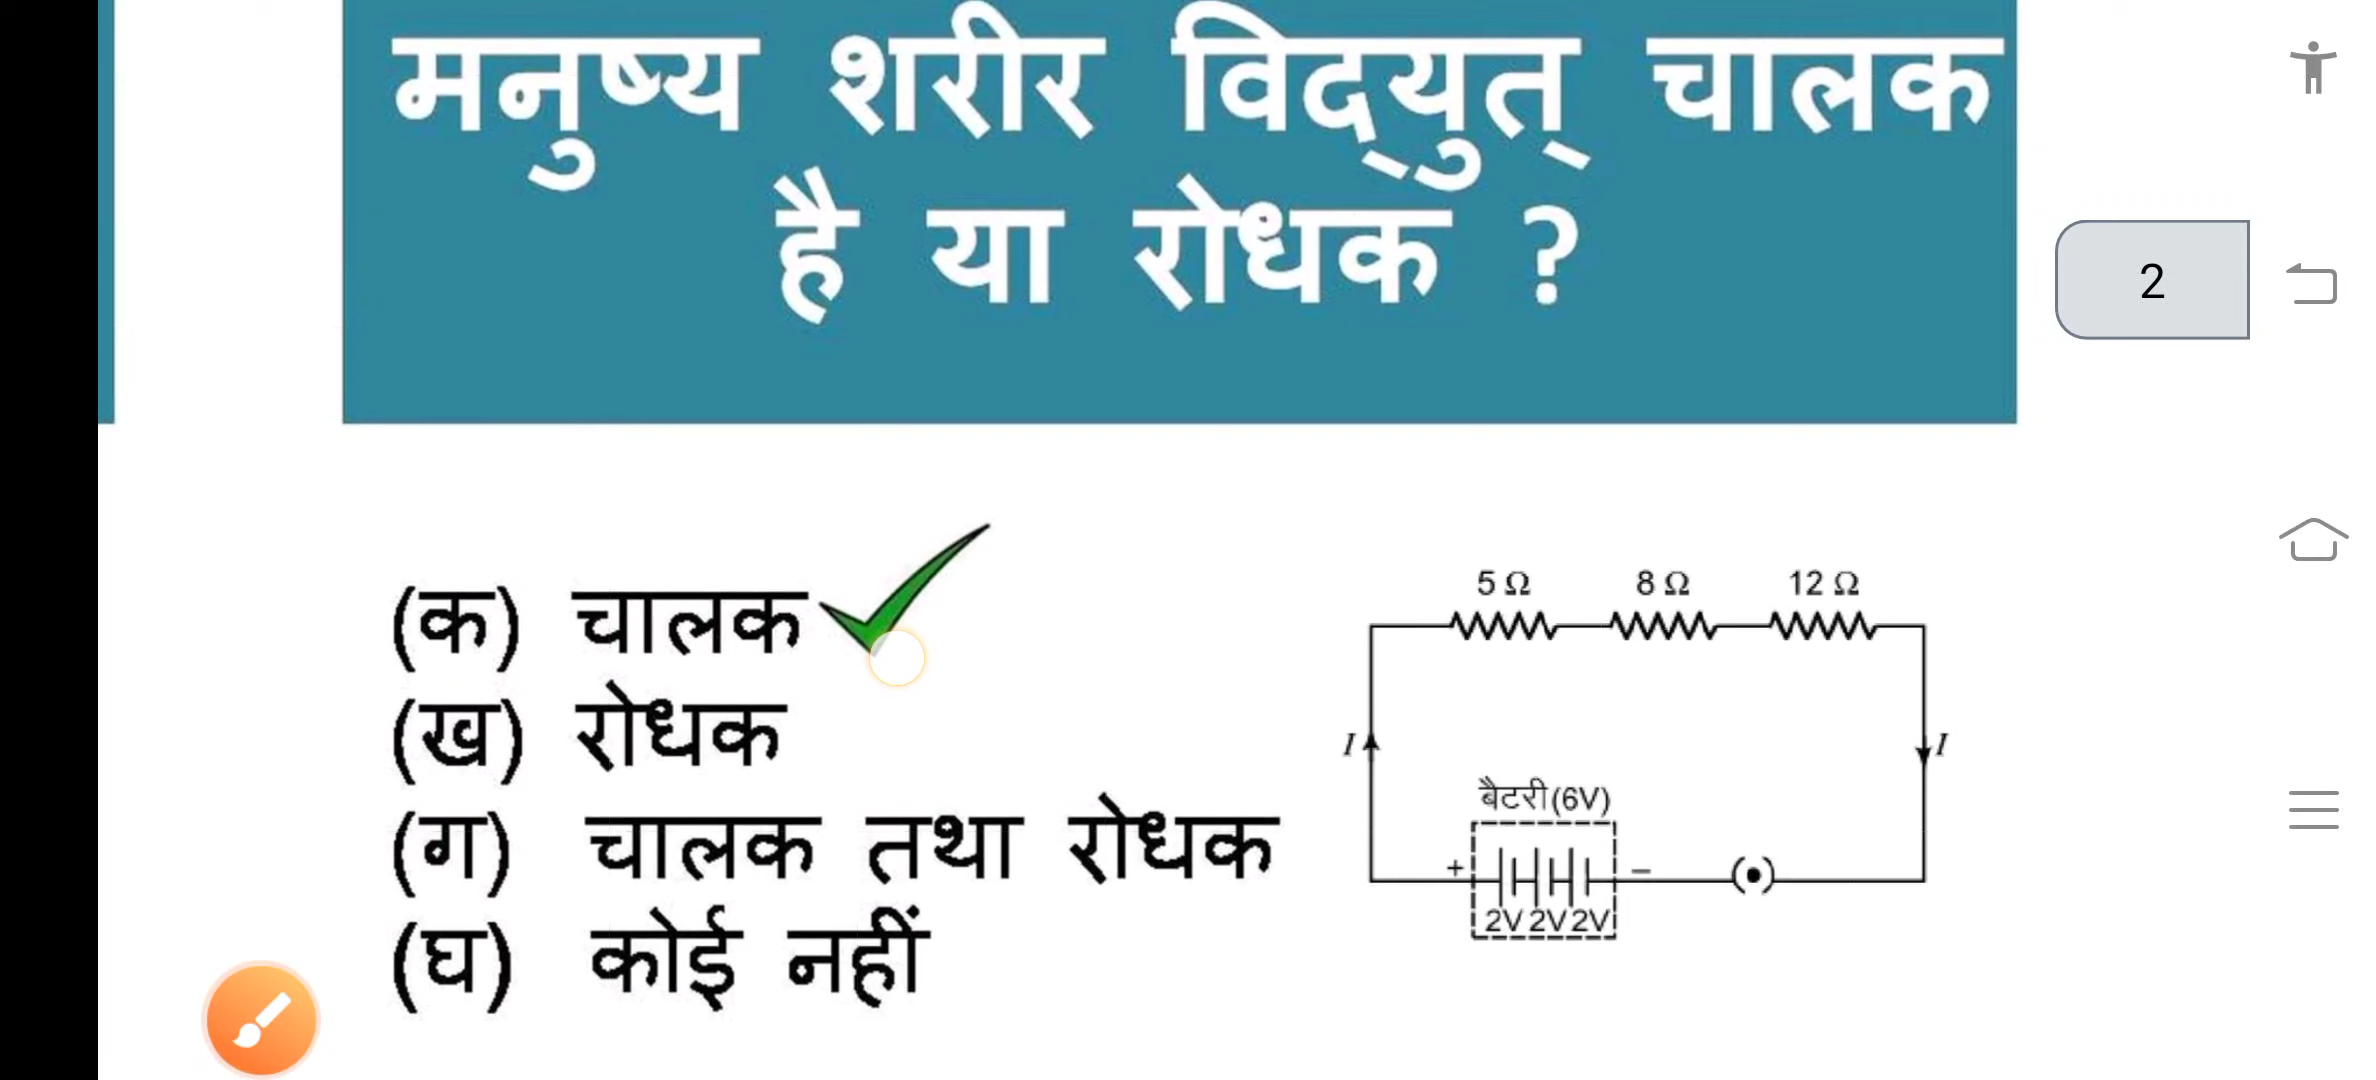 मनुष्य शरीर विद्‌युत् चालक
है या रोधक ?
2
(क) चालक
(ख) रोधक
(ग) चालक तथा रोधक
(घ) कोई नहीं
5 Ω 8 Ω 12 Ω
I I
बैटरी(6V)
+ −
2V 2V 2V